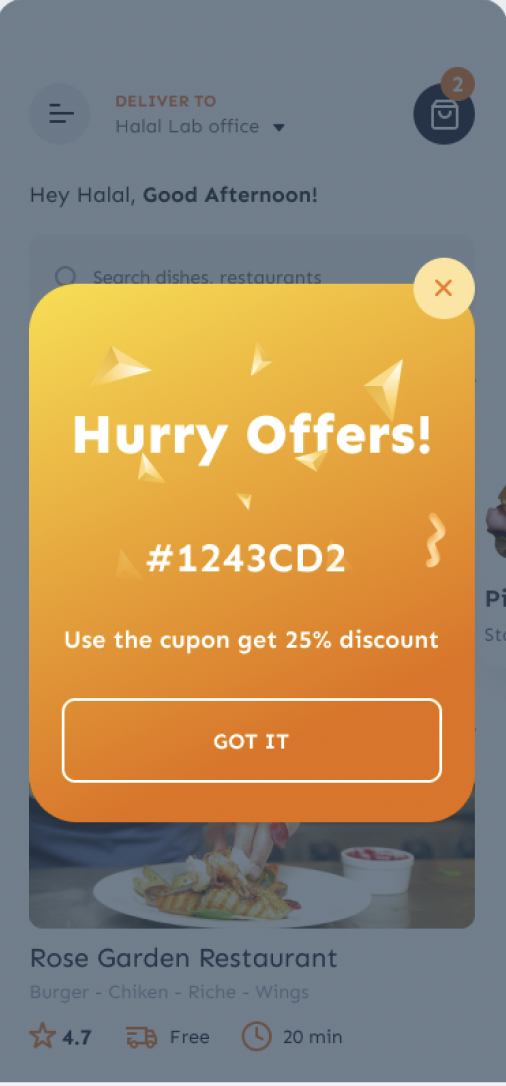 2
DELIVER TO
Halal Lab office
Hey Halal, Good Afternoon!
Search dishes, restaurants
Hurry Offers!
#1243CD2
Use the cupon get 25% discount
GOT IT
Rose Garden Restaurant
Burger - Chiken - Riche - Wings
4.7 Free 20 min